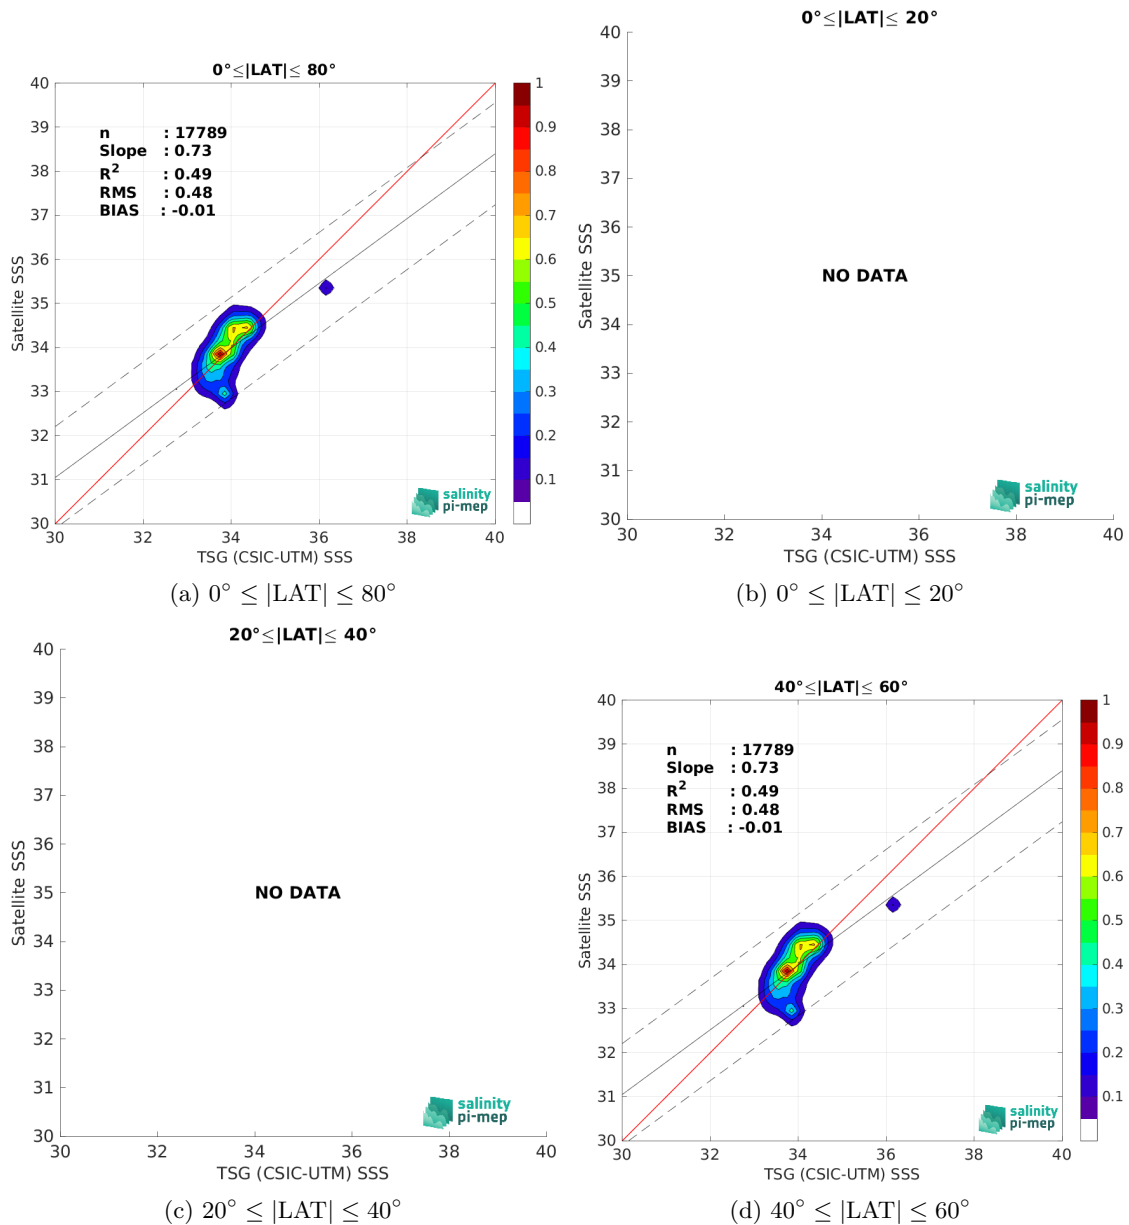 0°≤|LAT|≤ 80°
40
39
38
37
36
35
34
33
32
31
30
30 32 34 36 38 40
n : 17789
Slope : 0.73
R² : 0.49
RMS : 0.48
BIAS : -0.01
Satellite SSS
TSG (CSIC-UTM) SSS
1
0.9
0.8
0.7
0.6
0.5
0.4
0.3
0.2
0.1
salinity
pi-mep
(a) 0° ≤ |LAT| ≤ 80°
0°≤|LAT|≤ 20°
40
39
38
37
36
35
34
33
32
31
30
30 32 34 36 38 40
NO DATA
Satellite SSS
TSG (CSIC-UTM) SSS
salinity
pi-mep
(b) 0° ≤ |LAT| ≤ 20°
20°≤|LAT|≤ 40°
40
39
38
37
36
35
34
33
32
31
30
30 32 34 36 38 40
NO DATA
Satellite SSS
TSG (CSIC-UTM) SSS
salinity
pi-mep
(c) 20° ≤ |LAT| ≤ 40°
40°≤|LAT|≤ 60°
40
39
38
37
36
35
34
33
32
31
30
30 32 34 36 38 40
n : 17789
Slope : 0.73
R² : 0.49
RMS : 0.48
BIAS : -0.01
Satellite SSS
TSG (CSIC-UTM) SSS
1
0.9
0.8
0.7
0.6
0.5
0.4
0.3
0.2
0.1
salinity
pi-mep
(d) 40° ≤ |LAT| ≤ 60°